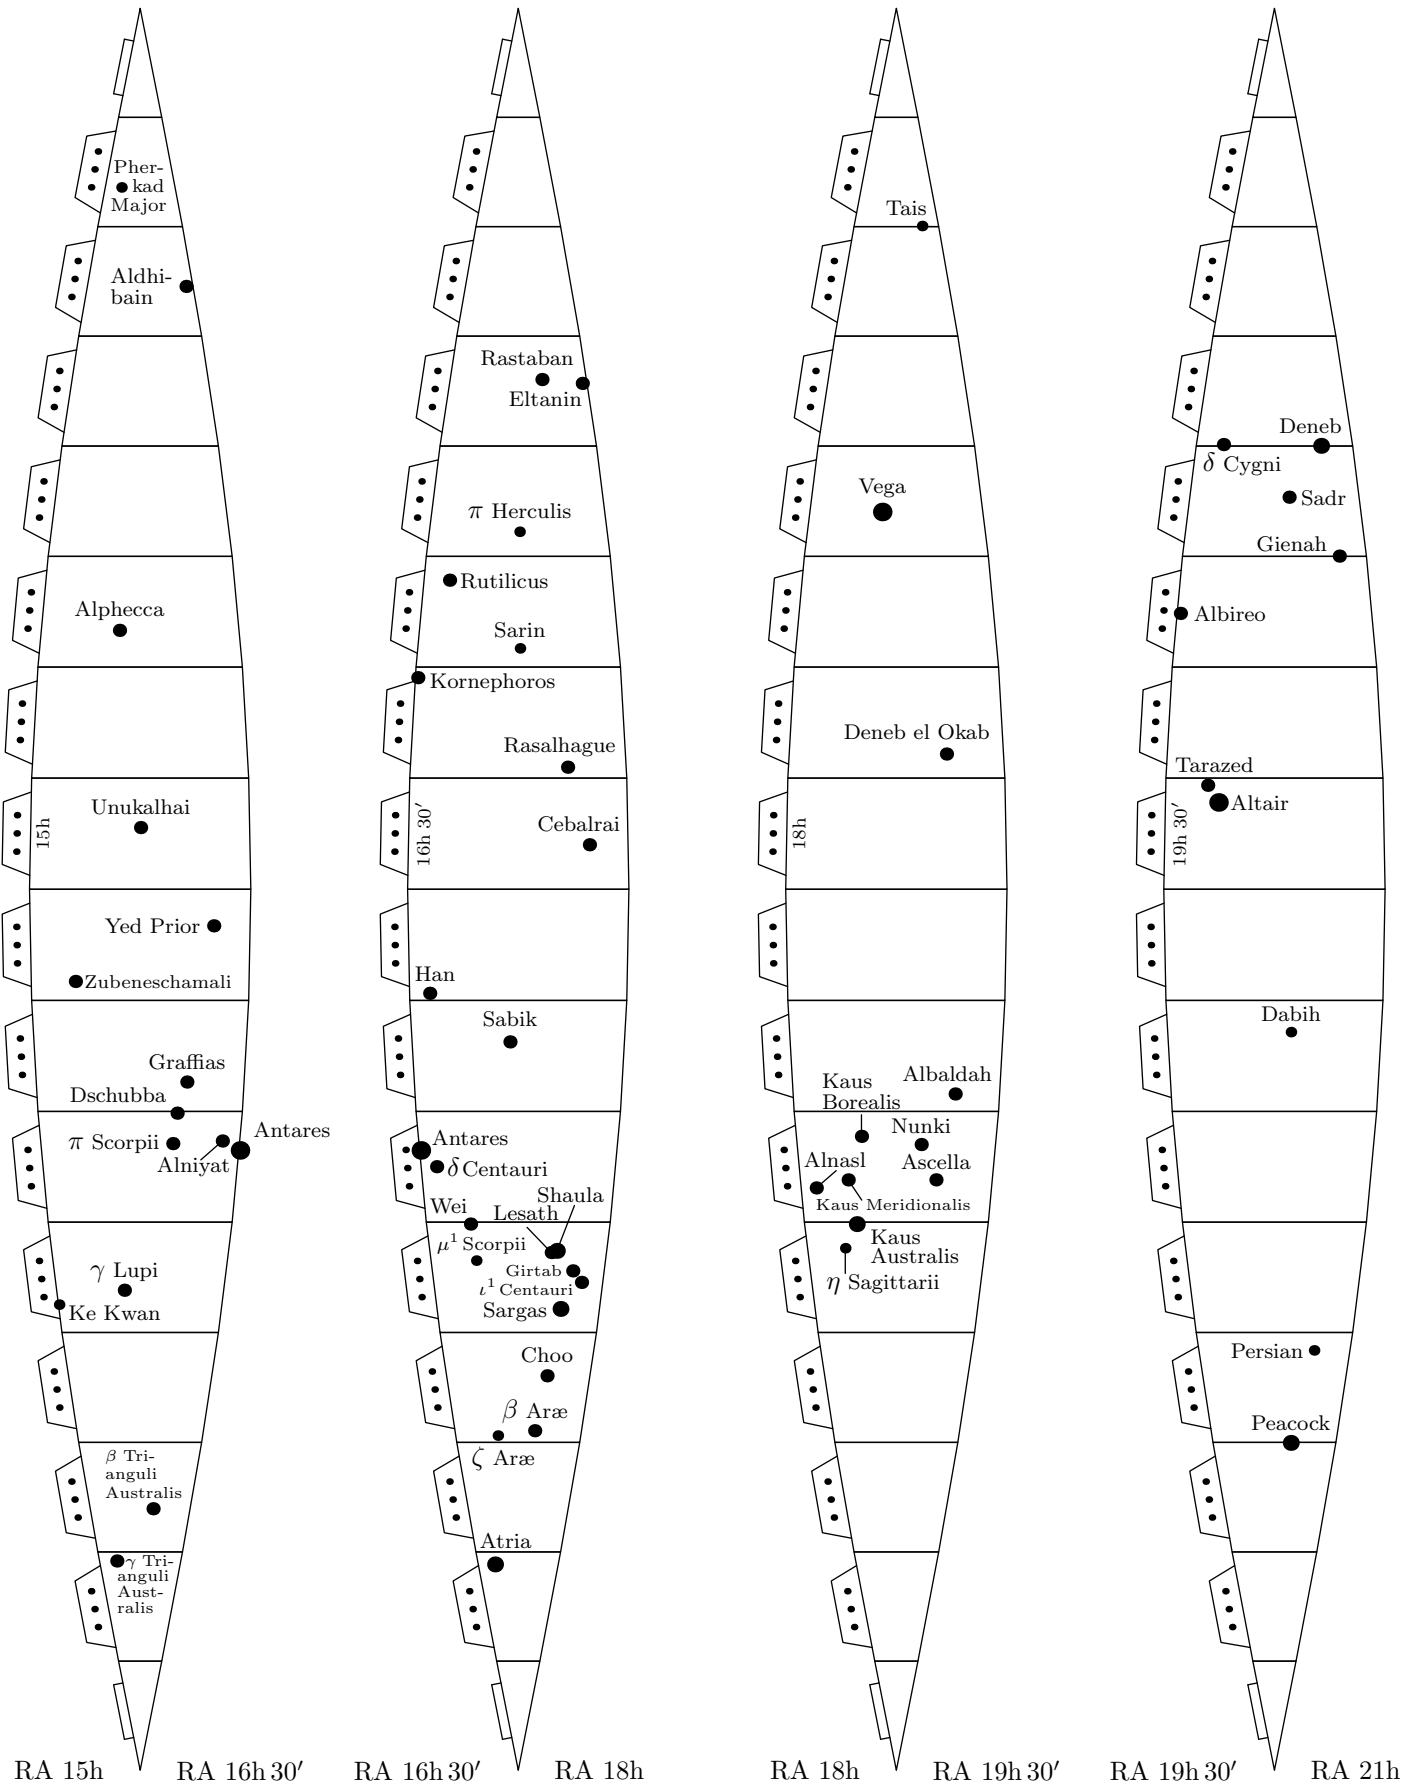 Pher-
kad
Major
Aldhi-
bain
Alphecca
Unukalhai
15h
Yed Prior
Zubeneschamali
Graffias
Dschubba
π Scorpii
Alniyat
Antares
γ Lupi
Ke Kwan
β Tri-
anguli
Australis
γ Tri-
anguli
Aust-
ralis
RA 15h
RA 16h 30′
Rastaban
Eltanin
π Herculis
Rutilicus
Sarin
Kornephoros
Rasalhague
16h 30′
Cebalrai
Han
Sabik
Antares
δ Centauri
Wei
Shaula
Lesath
μ¹ Scorpii
Girtab
ι¹ Centauri
Sargas
Choo
β Aræ
ζ Aræ
Atria
RA 16h 30′
RA 18h
Tais
Vega
Deneb el Okab
18h
Albaldah
Kaus
Borealis
Nunki
Alnasl
Ascella
Kaus Meridionalis
Kaus
Australis
η Sagittarii
RA 18h
RA 19h 30′
Deneb
δ Cygni
Sadr
Gienah
Albireo
Tarazed
Altair
19h 30′
Dabih
Persian
Peacock
RA 19h 30′
RA 21h